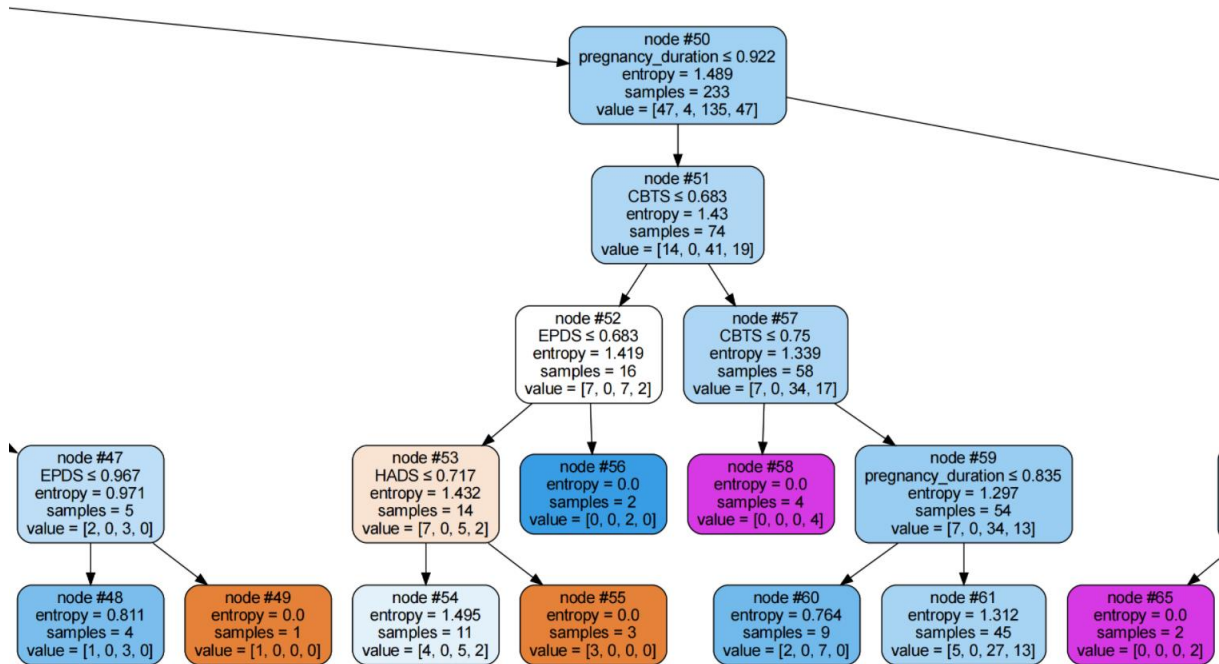 node #50
pregnancy_duration ≤ 0.922
entropy = 1.489
samples = 233
value = [47, 4, 135, 47]
node #51
CBTS ≤ 0.683
entropy = 1.43
samples = 74
value = [14, 0, 41, 19]
node #52
EPDS ≤ 0.683
entropy = 1.419
samples = 16
value = [7, 0, 7, 2]
node #57
CBTS ≤ 0.75
entropy = 1.339
samples = 58
value = [7, 0, 34, 17]
node #47
EPDS ≤ 0.967
entropy = 0.971
samples = 5
value = [2, 0, 3, 0]
node #53
HADS ≤ 0.717
entropy = 1.432
samples = 14
value = [7, 0, 5, 2]
node #56
entropy = 0.0
samples = 2
value = [0, 0, 2, 0]
node #58
entropy = 0.0
samples = 4
value = [0, 0, 0, 4]
node #59
pregnancy_duration ≤ 0.835
entropy = 1.297
samples = 54
value = [7, 0, 34, 13]
node #48
entropy = 0.811
samples = 4
value = [1, 0, 3, 0]
node #49
entropy = 0.0
samples = 1
value = [1, 0, 0, 0]
node #54
entropy = 1.495
samples = 11
value = [4, 0, 5, 2]
node #55
entropy = 0.0
samples = 3
value = [3, 0, 0, 0]
node #60
entropy = 0.764
samples = 9
value = [2, 0, 7, 0]
node #61
entropy = 1.312
samples = 45
value = [5, 0, 27, 13]
node #65
entropy = 0.0
samples = 2
value = [0, 0, 0, 2]